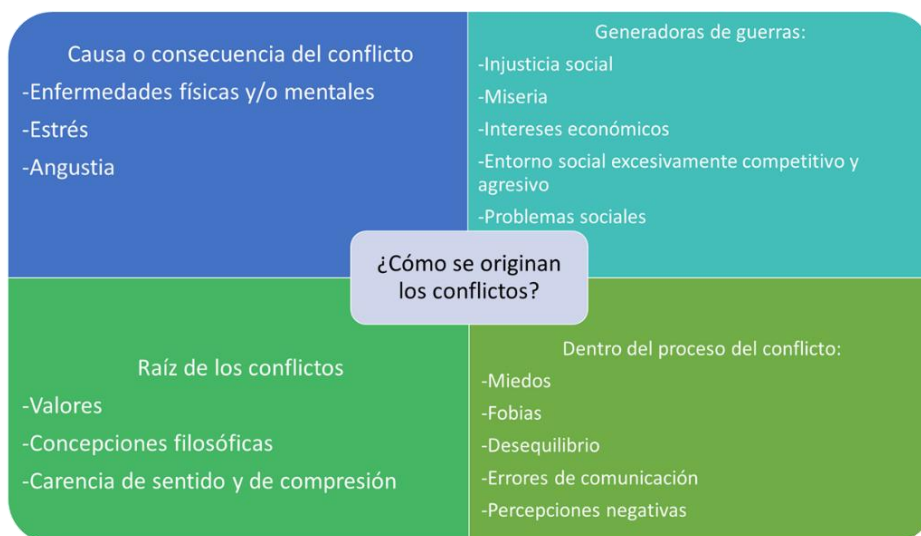 Causa o consecuencia del conflicto
-Enfermedades físicas y/o mentales
-Estrés
-Angustia
Generadoras de guerras:
-Injusticia social
-Miseria
-Intereses económicos
-Entorno social excesivamente competitivo y
agresivo
-Problemas sociales
¿Cómo se originan
los conflictos?
Raíz de los conflictos
-Valores
-Concepciones filosóficas
-Carencia de sentido y de compresión
Dentro del proceso del conflicto:
-Miedos
-Fobias
-Desequilibrio
-Errores de comunicación
-Percepciones negativas